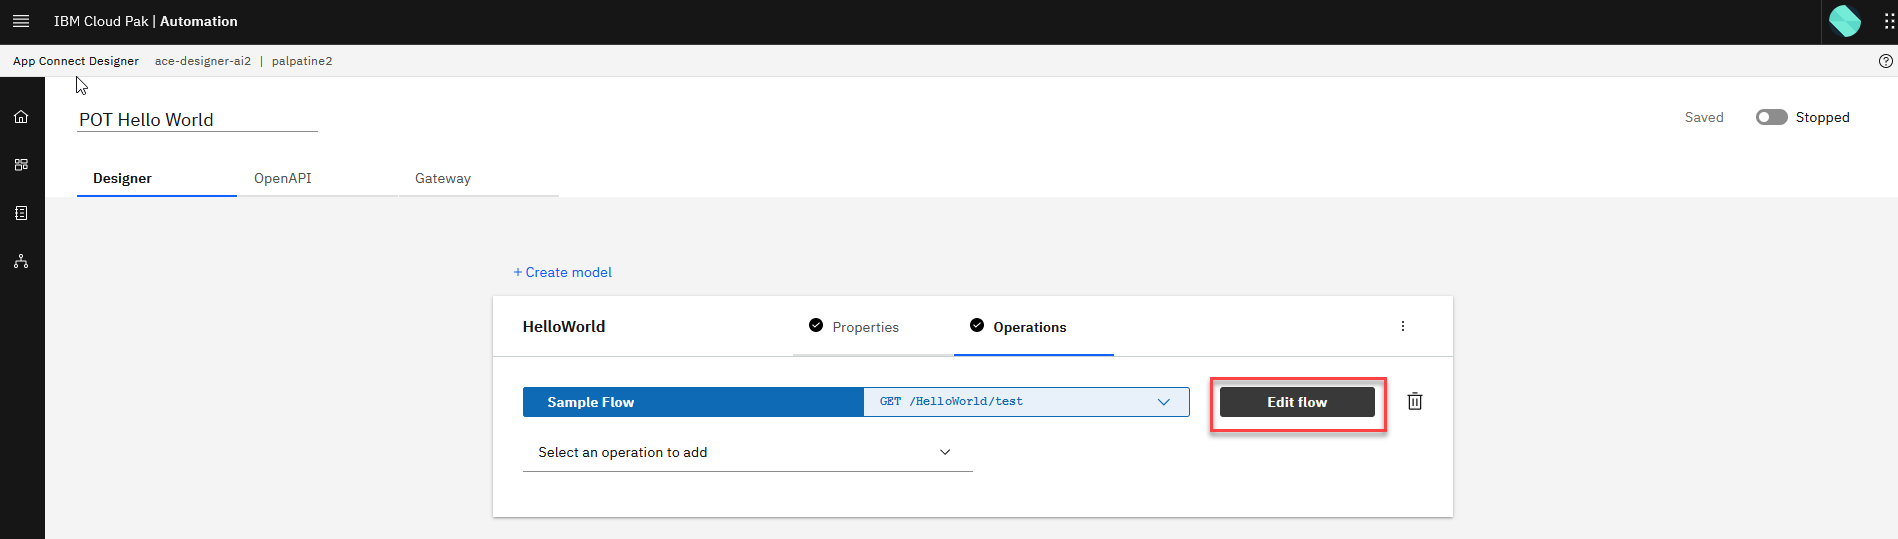 IBM Cloud Pak | Automation
App Connect Designer ace-designer-ai2 | palpatine2
POT Hello World
Saved Stopped
Designer OpenAPI Gateway
+ Create model
HelloWorld Properties Operations
Sample Flow GET /HelloWorld/test Edit flow
Select an operation to add